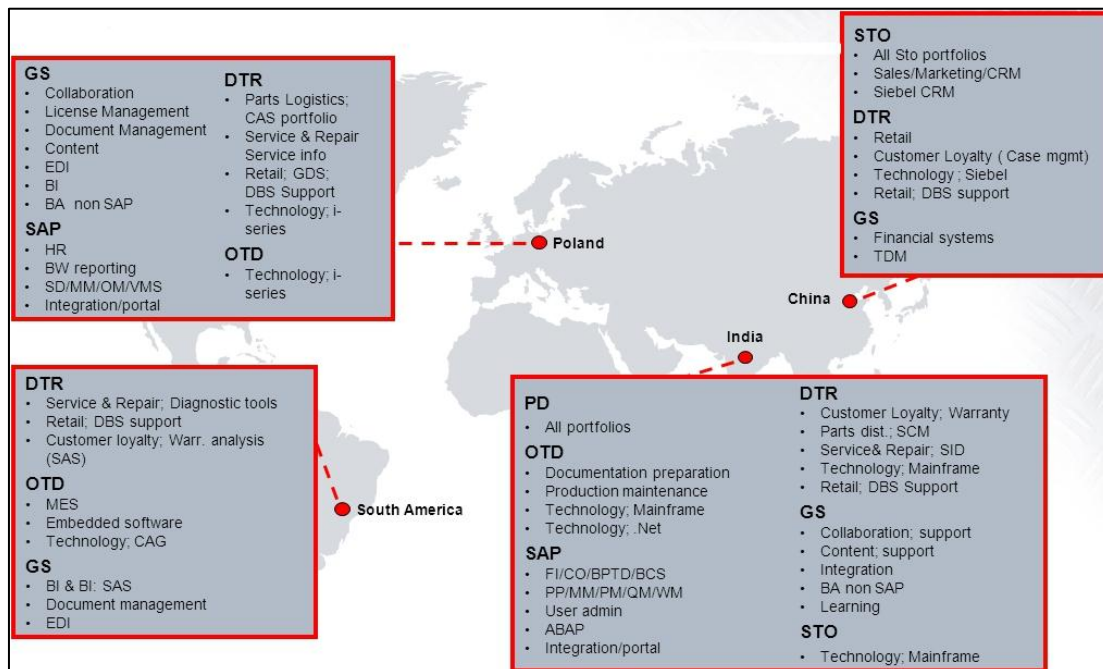 GS
• Collaboration
• License Management
• Document Management
• Content
• EDI
• BI
• BA non SAP
SAP
• HR
• BW reporting
• SD/MM/OM/VMS
• Integration/portal
DTR
• Parts Logistics;
CAS portfolio
• Service & Repair
Service info
• Retail; GDS;
DBS Support
• Technology; i-
series
OTD
• Technology; i-
series
Poland
STO
• All Sto portfolios
• Sales/Marketing/CRM
• Siebel CRM
DTR
• Retail
• Customer Loyalty ( Case mgmt)
• Technology ; Siebel
• Retail; DBS support
GS
• Financial systems
• TDM
China
India
DTR
• Service & Repair; Diagnostic tools
• Retail; DBS support
• Customer loyalty; Warr. analysis
(SAS)
OTD
• MES
• Embedded software
• Technology; CAG
GS
• BI & BI: SAS
• Document management
• EDI
South America
PD
• All portfolios
OTD
• Documentation preparation
• Production maintenance
• Technology; Mainframe
• Technology; .Net
SAP
• FI/CO/BPTD/BCS
• PP/MM/PM/QM/WM
• User admin
• ABAP
• Integration/portal
DTR
• Customer Loyalty; Warranty
• Parts dist.; SCM
• Service& Repair; SID
• Technology; Mainframe
• Retail; DBS Support
GS
• Collaboration; support
• Content; support
• Integration
• BA non SAP
• Learning
STO
• Technology; Mainframe